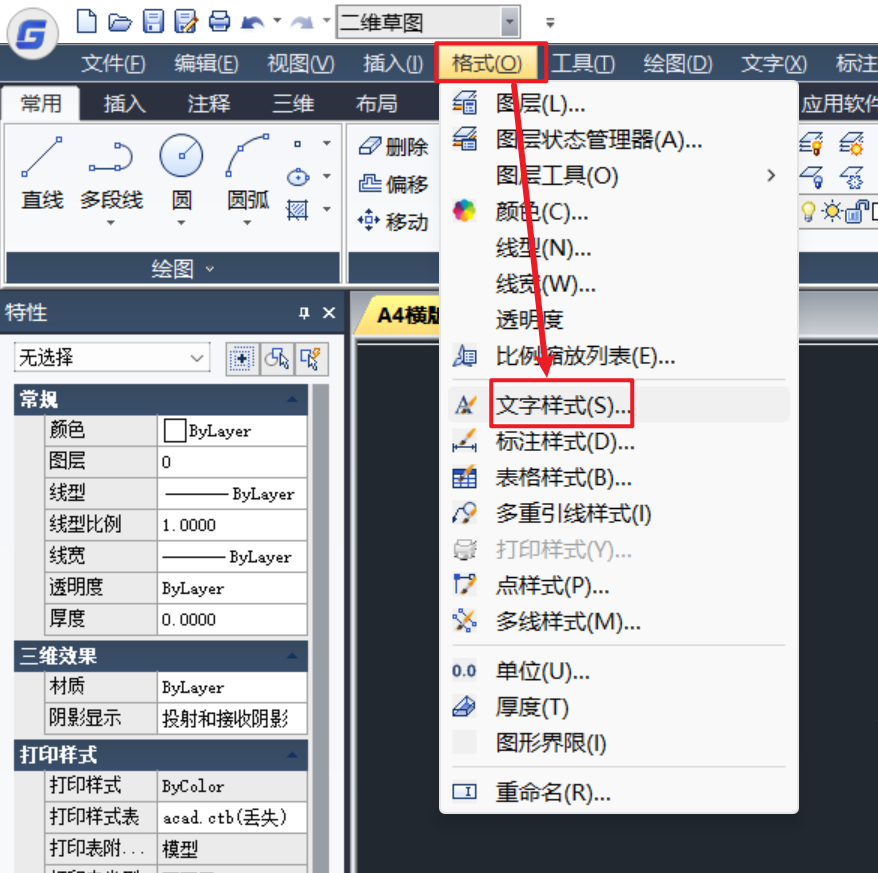 二维草图
文件(F) 编辑(E) 视图(V) 插入(I) 格式(O) 工具(T) 绘图(D) 文字(X) 标注
常用 插入 注释 三维 布局 应用软件
直线 多段线 圆 圆弧
删除
偏移
移动
绘图
特性
A4横版
无选择
常规
颜色 ByLayer
图层 0
线型 ByLayer
线型比例 1.0000
线宽 ByLayer
透明度 ByLayer
厚度 0.0000
三维效果
材质 ByLayer
阴影显示 投射和接收阴影
打印样式
打印样式 ByColor
打印样式表 acad.ctb(丢失)
打印表附... 模型
图层(L)...
图层状态管理器(A)...
图层工具(O)
颜色(C)...
线型(N)...
线宽(W)...
透明度
比例缩放列表(E)...
文字样式(S)...
标注样式(D)...
表格样式(B)...
多重引线样式(I)
打印样式(Y)...
点样式(P)...
多线样式(M)...
0.0 单位(U)...
厚度(T)
图形界限(I)
重命名(R)...